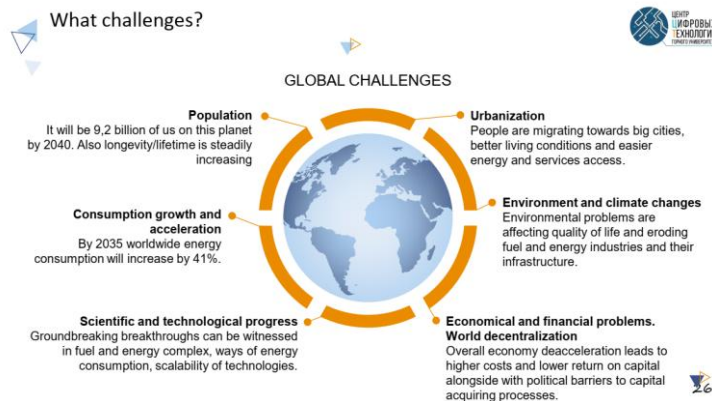 What challenges?
ЦЕНТР
ЦИФРОВЫХ
ТЕХНОЛОГИЙ
ГОРНОГО УНИВЕРСИТЕТА
GLOBAL CHALLENGES
Population
It will be 9,2 billion of us on this planet
by 2040. Also longevity/lifetime is steadily
increasing
Urbanization
People are migrating towards big cities,
better living conditions and easier
energy and services access.
Consumption growth and
acceleration
By 2035 worldwide energy
consumption will increase by 41%.
Environment and climate changes
Environmental problems are
affecting quality of life and eroding
fuel and energy industries and their
infrastructure.
Scientific and technological progress
Groundbreaking breakthroughs can be witnessed
in fuel and energy complex, ways of energy
consumption, scalability of technologies.
Economical and financial problems.
World decentralization
Overall economy deacceleration leads to
higher costs and lower return on capital
alongside with political barriers to capital
acquiring processes.
26